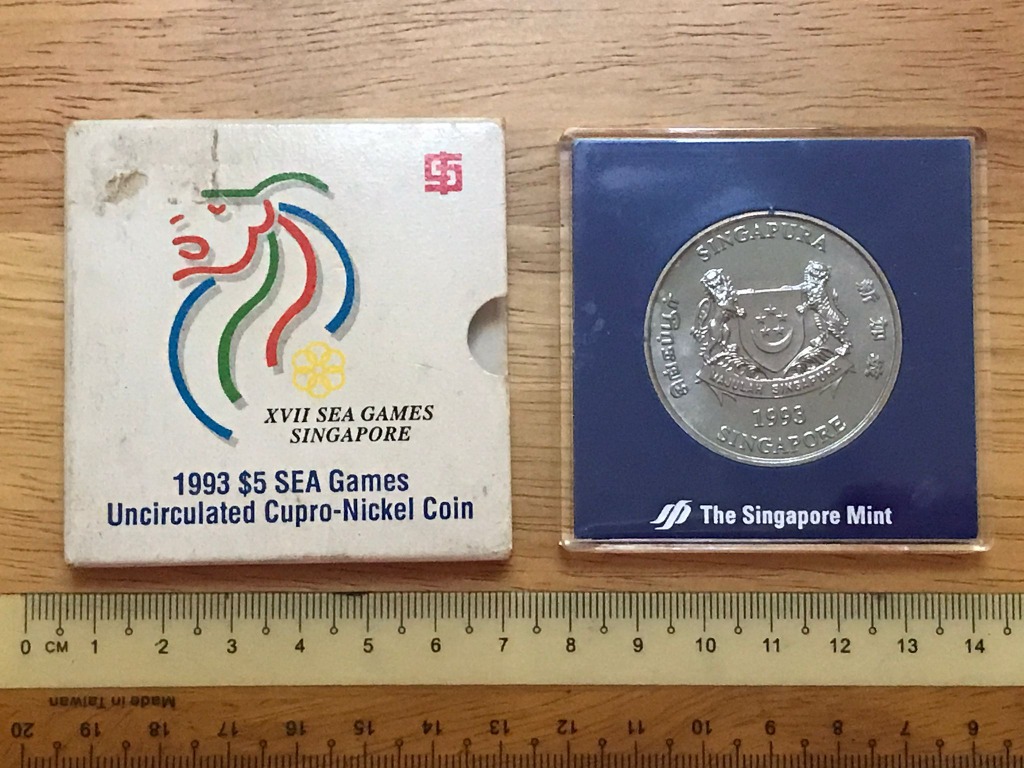 XVII SEA GAMES
SINGAPORE
1993 $5 SEA Games
Uncirculated Cupro-Nickel Coin
SINGAPURA
சிங்கப்பூர்
新加坡
MAJULAH SINGAPURA
1993
SINGAPORE
The Singapore Mint
0 CM 1 2 3 4 5 6 7 8 9 10 11 12 13 14
Made in Taiwan
20 19 18 17 16 15 14 13 12 11 10 9 8 7 6